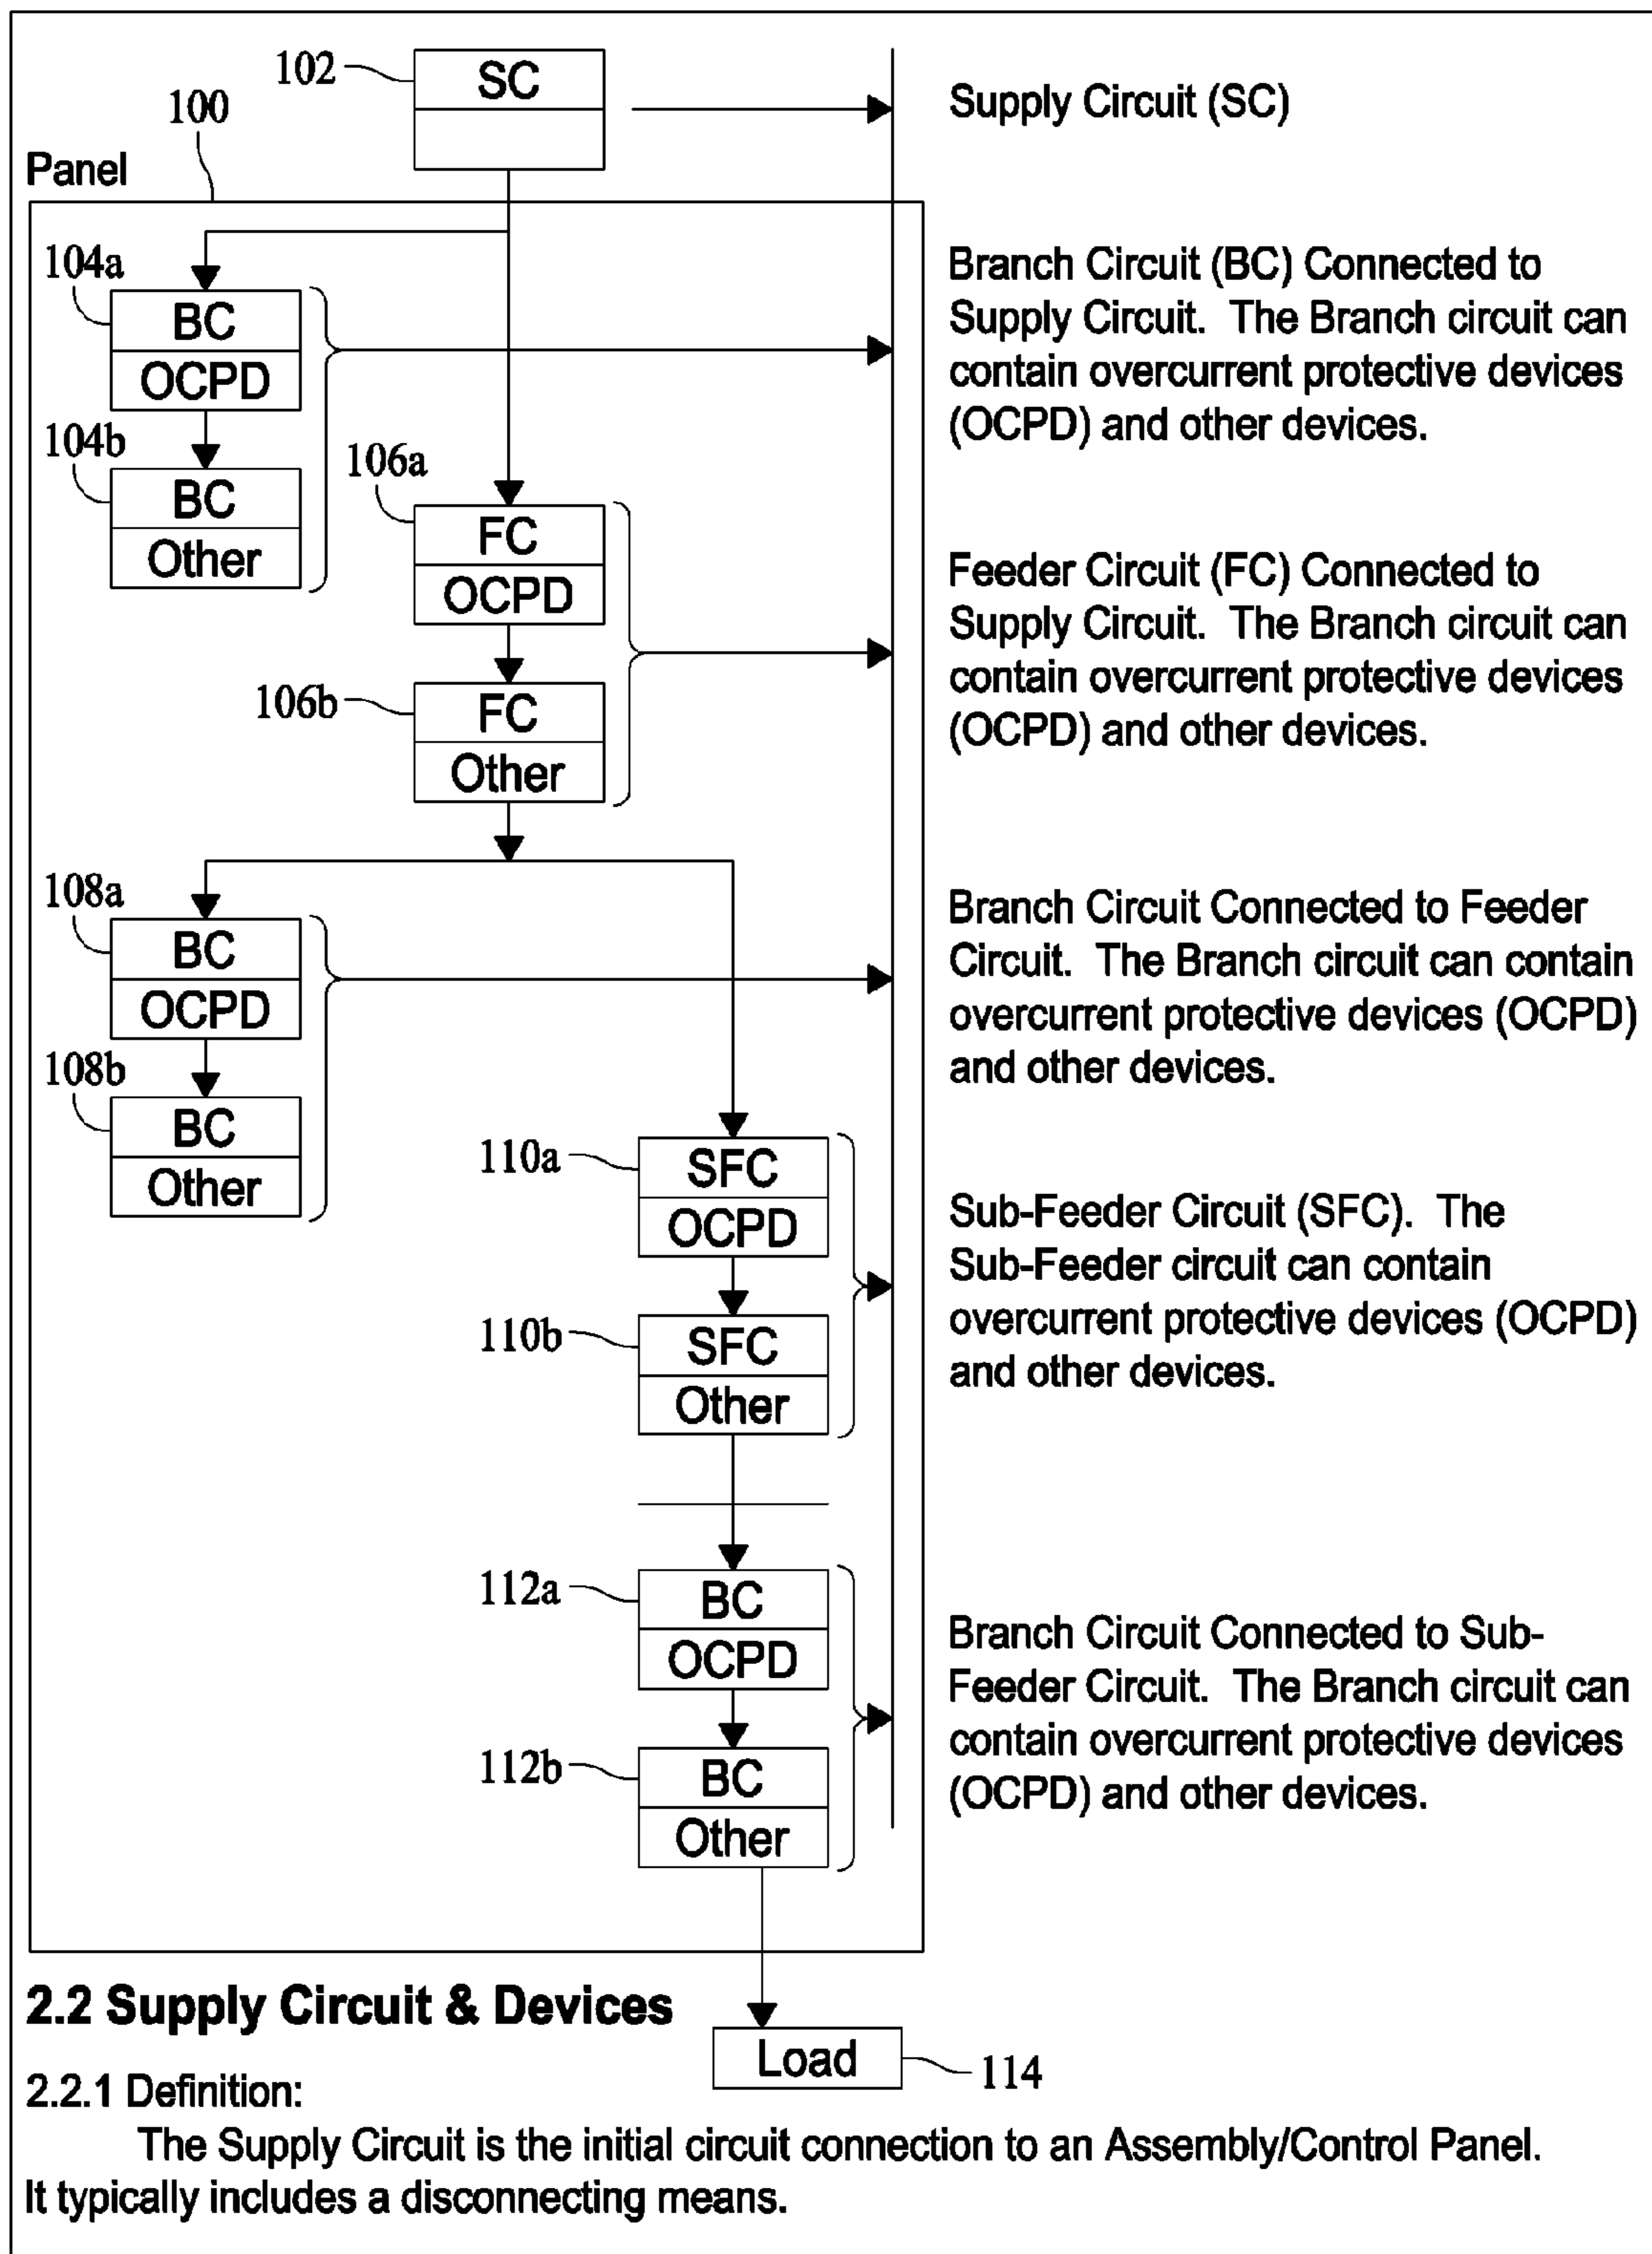 102
SC
Supply Circuit (SC)
100
Panel
104a
BC
OCPD
Branch Circuit (BC) Connected to
Supply Circuit. The Branch circuit can
contain overcurrent protective devices
(OCPD) and other devices.
104b
BC
Other
106a
FC
OCPD
Feeder Circuit (FC) Connected to
Supply Circuit. The Branch circuit can
contain overcurrent protective devices
(OCPD) and other devices.
106b
FC
Other
108a
BC
OCPD
Branch Circuit Connected to Feeder
Circuit. The Branch circuit can contain
overcurrent protective devices (OCPD)
and other devices.
108b
BC
Other
110a
SFC
OCPD
Sub-Feeder Circuit (SFC). The
Sub-Feeder circuit can contain
overcurrent protective devices (OCPD)
and other devices.
110b
SFC
Other
112a
BC
OCPD
Branch Circuit Connected to Sub-
Feeder Circuit. The Branch circuit can
contain overcurrent protective devices
(OCPD) and other devices.
112b
BC
Other
2.2 Supply Circuit & Devices
Load
114
2.2.1 Definition:
The Supply Circuit is the initial circuit connection to an Assembly/Control Panel.
It typically includes a disconnecting means.